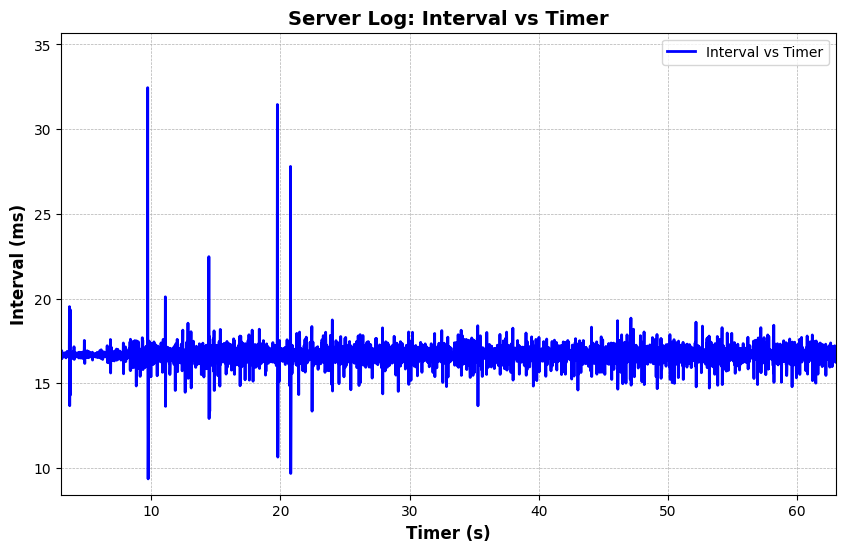 Server Log: Interval vs Timer
Interval vs Timer
35
30
25
20
15
10
Interval (ms)
10 20 30 40 50 60
Timer (s)